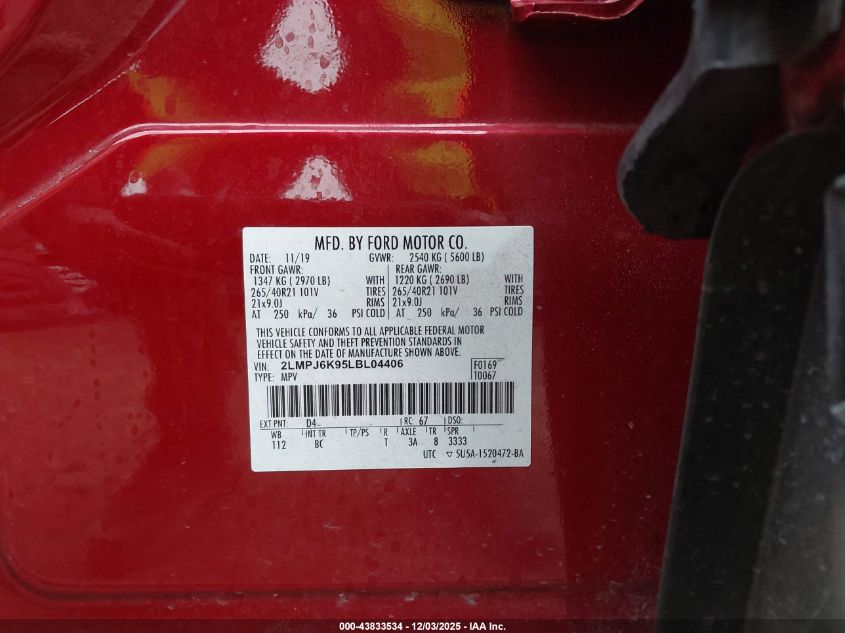 MFD. BY FORD MOTOR CO.
DATE: 11/19 GVWR: 2540 KG ( 5600 LB)
FRONT GAWR: REAR GAWR:
1347 KG ( 2970 LB) WITH 1220 KG ( 2690 LB) WITH
265/40R21 101V TIRES 265/40R21 101V TIRES
21x9.0J RIMS 21x9.0J RIMS
AT 250 kPa/ 36 PSI COLD AT 250 kPa/ 36 PSI COLD
THIS VEHICLE CONFORMS TO ALL APPLICABLE FEDERAL MOTOR
VEHICLE SAFETY AND THEFT PREVENTION STANDARDS IN
EFFECT ON THE DATE OF MANUFACTURE SHOWN ABOVE.
VIN: 2LMPJ6K95LBL04406 F0169
TYPE: MPV T0067
EXT PNT: D4 RC: 67 DSO:
WB INT TR TP/PS R AXLE TR SPR
112 BC T 3A 8 3333
UTC ▽ 5U5A-1520472-BA
000-43833534 - 12/03/2025 - IAA Inc.